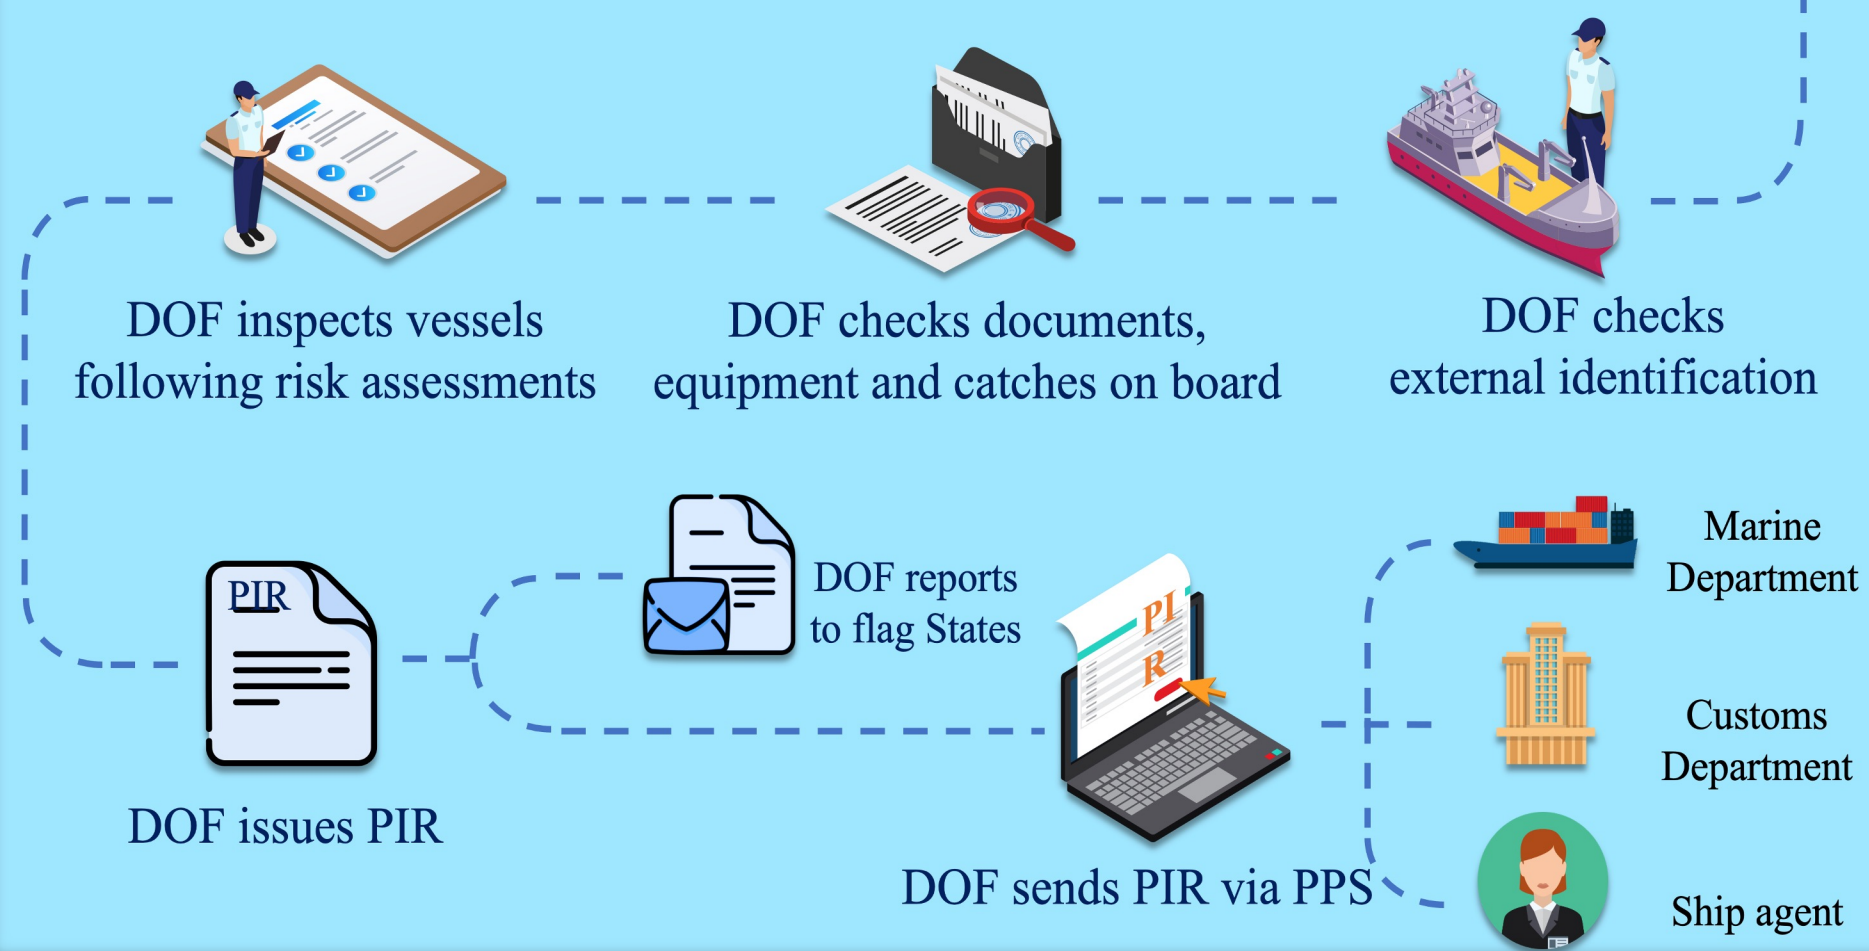 DOF inspects vessels
following risk assessments
DOF checks documents,
equipment and catches on board
DOF checks
external identification
PIR
DOF issues PIR
DOF reports
to flag States
PI
R
DOF sends PIR via PPS
Marine
Department
Customs
Department
Ship agent